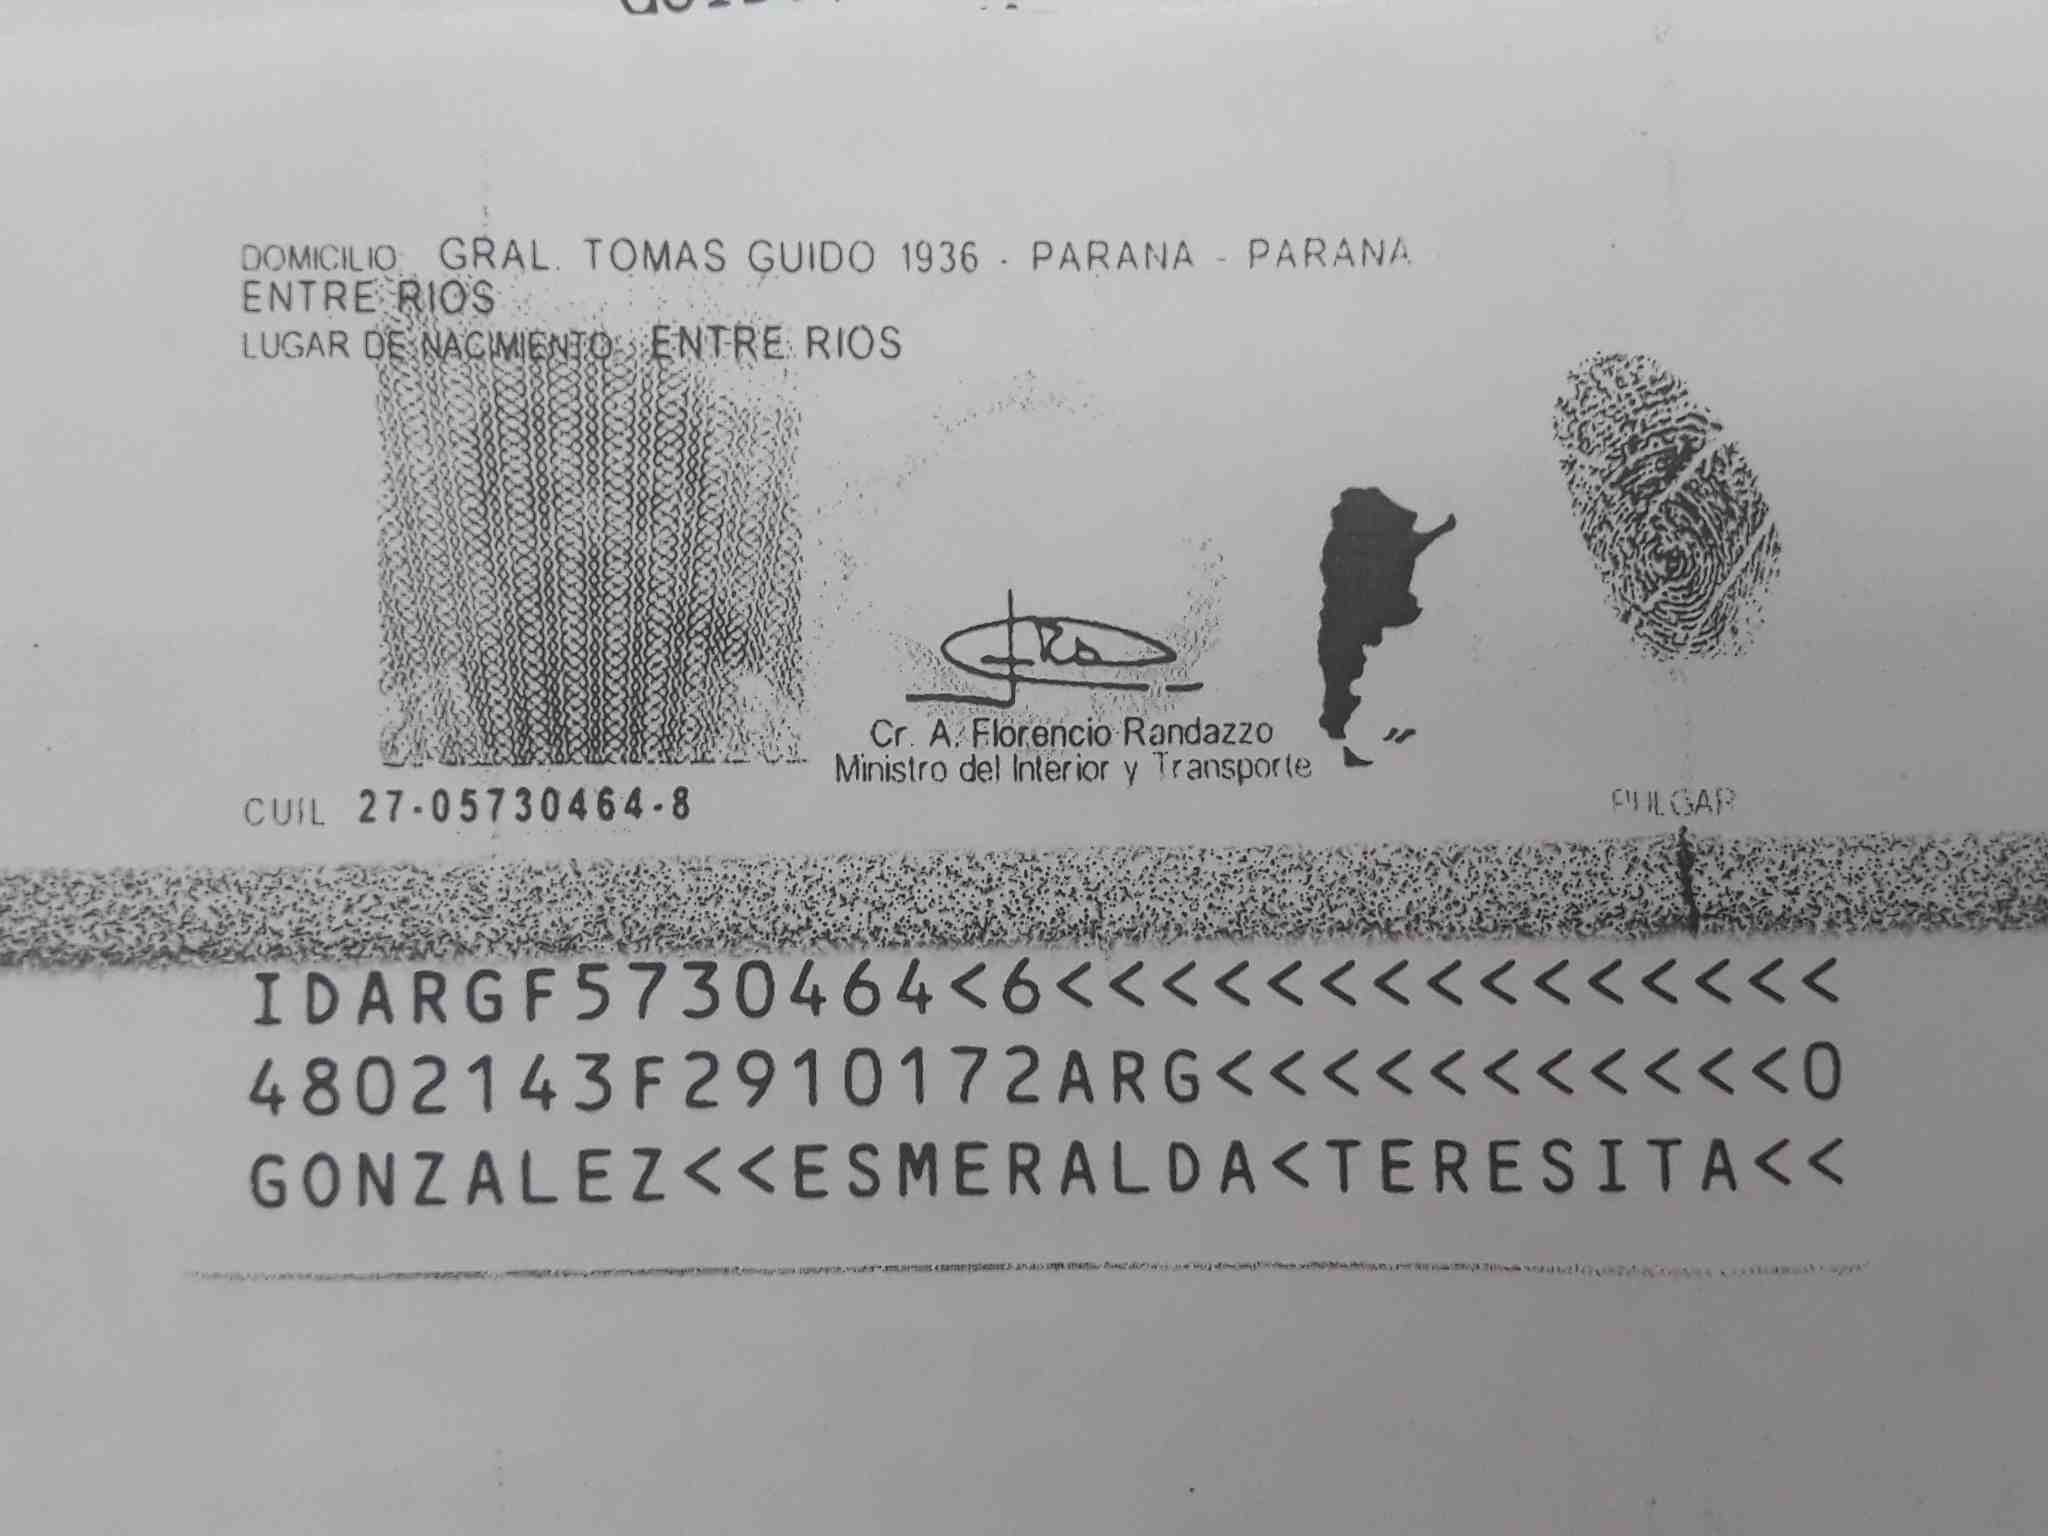 DOMICILIO: GRAL. TOMAS GUIDO 1936 - PARANA - PARANA
ENTRE RIOS
LUGAR DE NACIMIENTO: ENTRE RIOS
Cr. A. Florencio Randazzo
Ministro del Interior y Transporte
CUIL 27-05730464-8
PULGAR
IDARGF5730464<6<<<<<<<<<<<<<<<
4802143F2910172ARG<<<<<<<<<<<0
GONZALEZ<<ESMERALDA<TERESITA<<